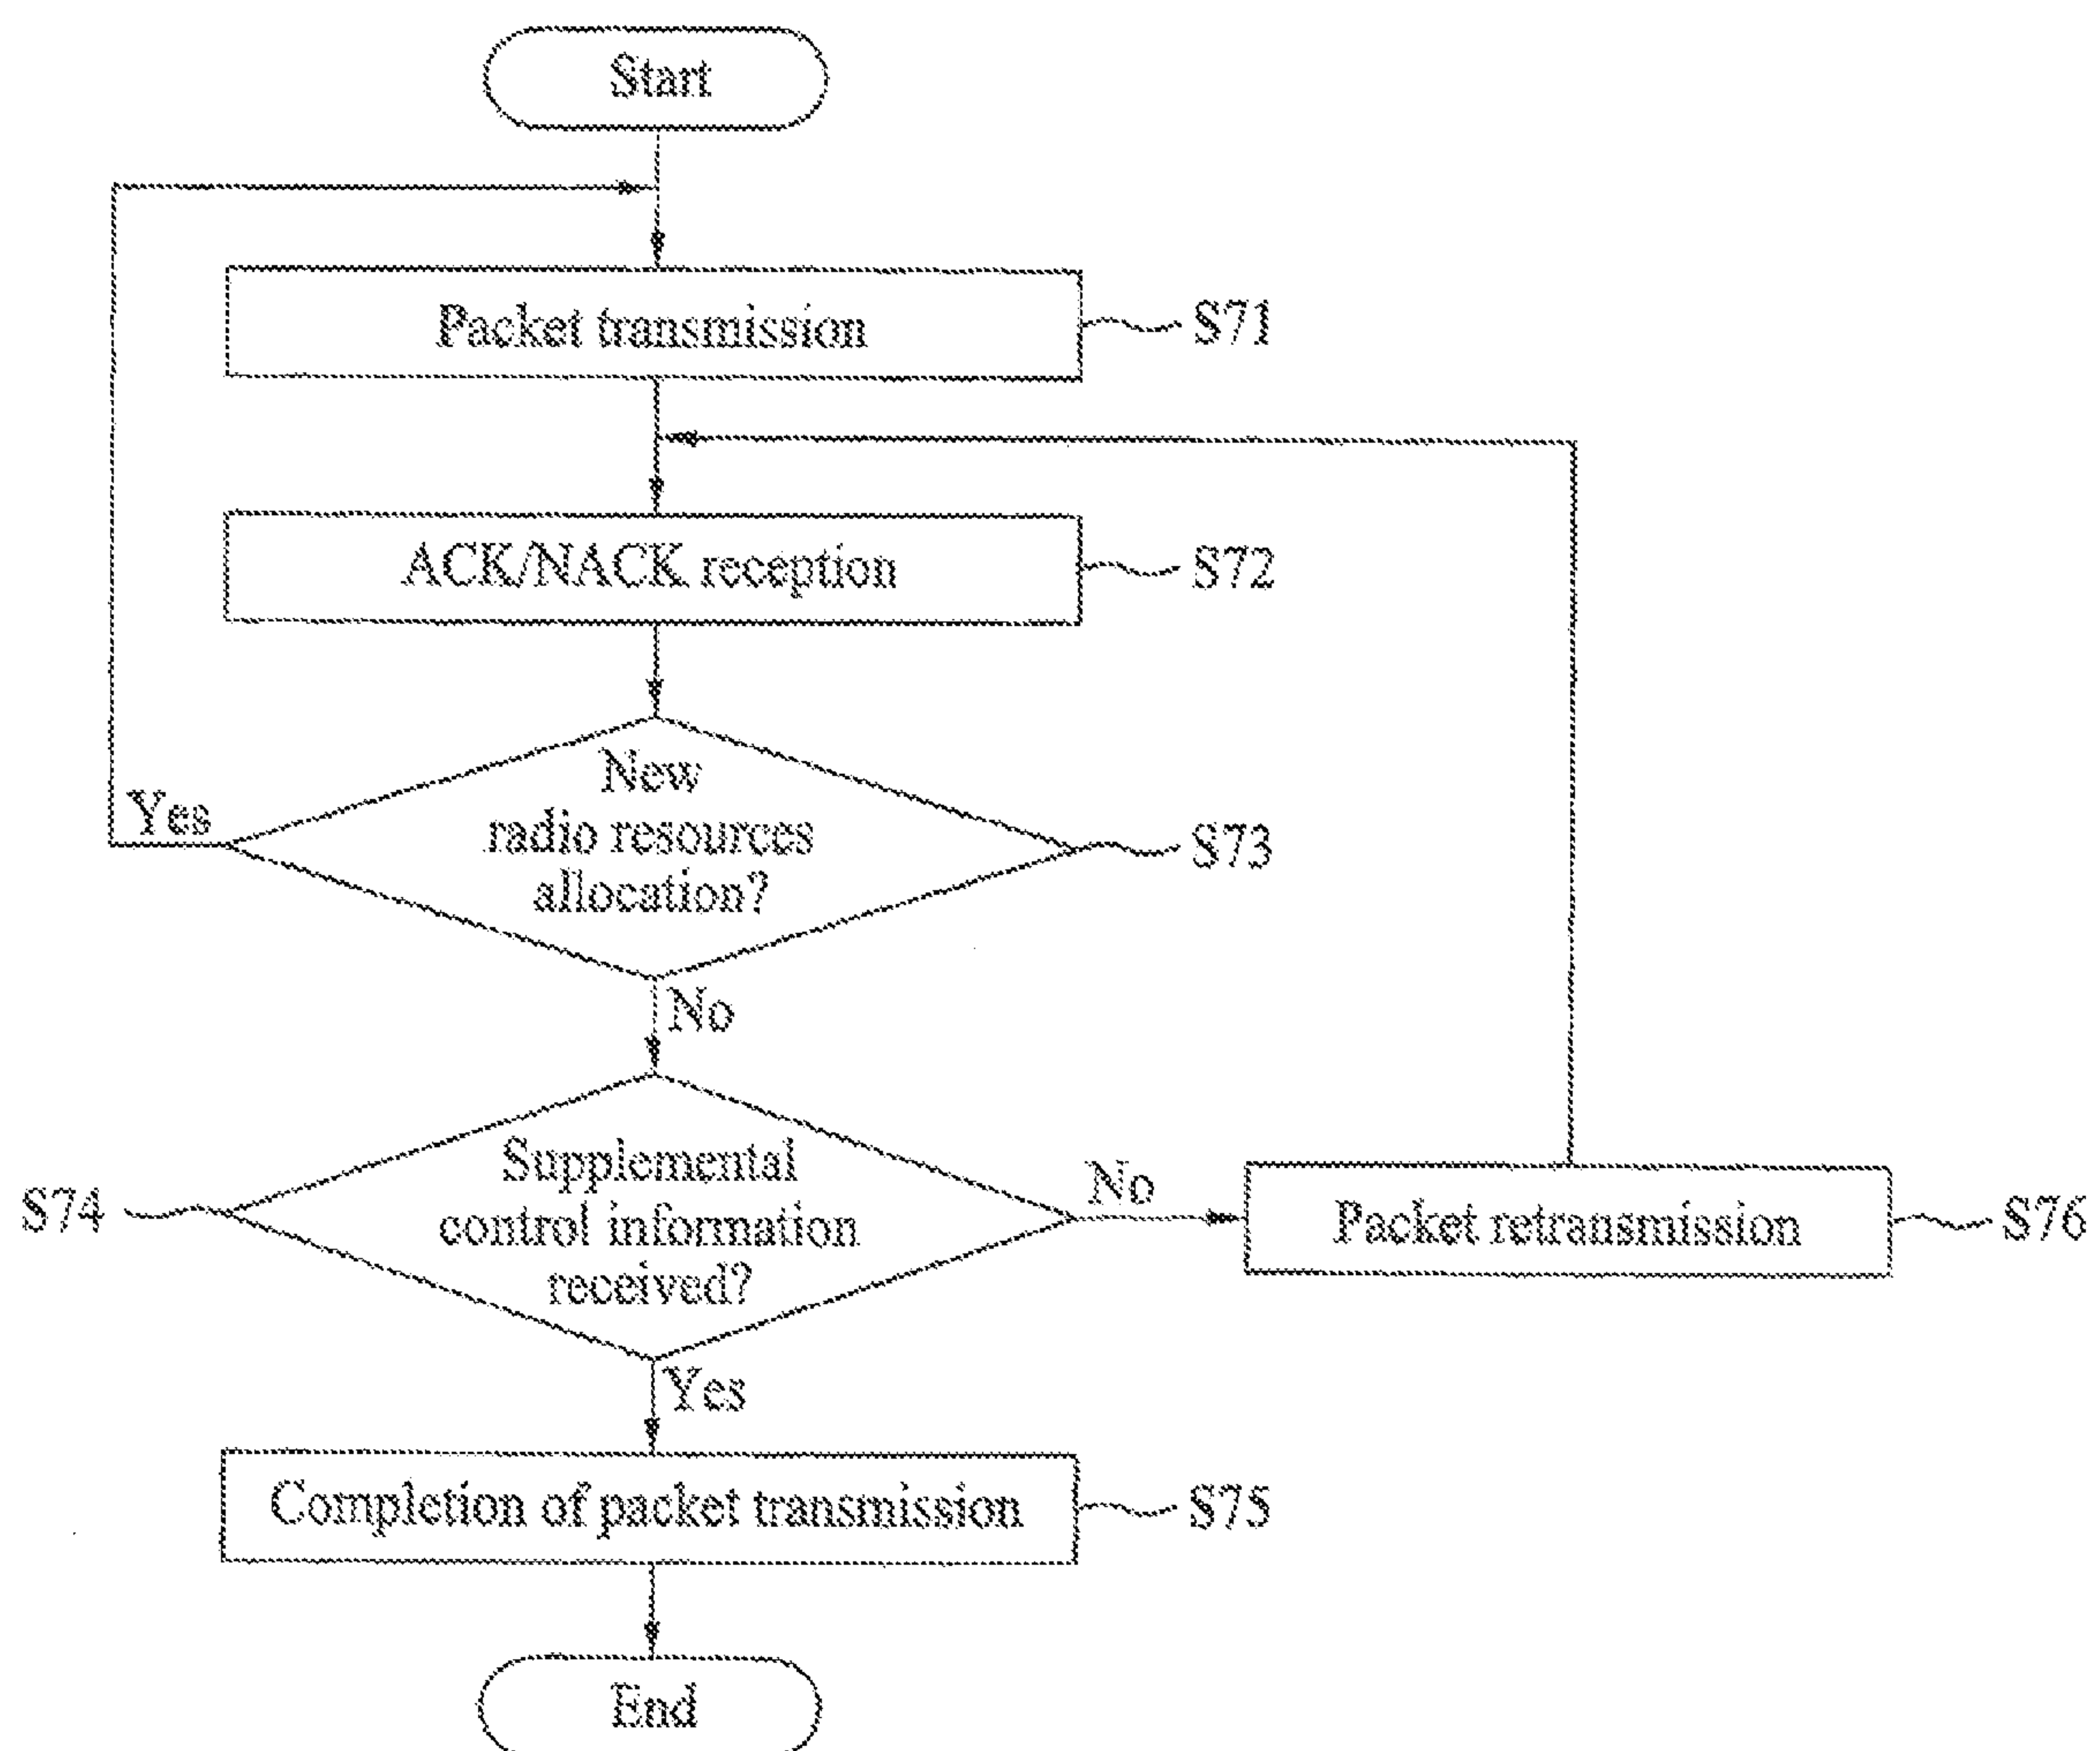 Start
Packet transmission
S71
ACK/NACK reception
S72
New
radio resources
allocation?
S73
Yes
No
Supplemental
control information
received?
S74
No
Packet retransmission
S76
Yes
Completion of packet transmission
S75
End